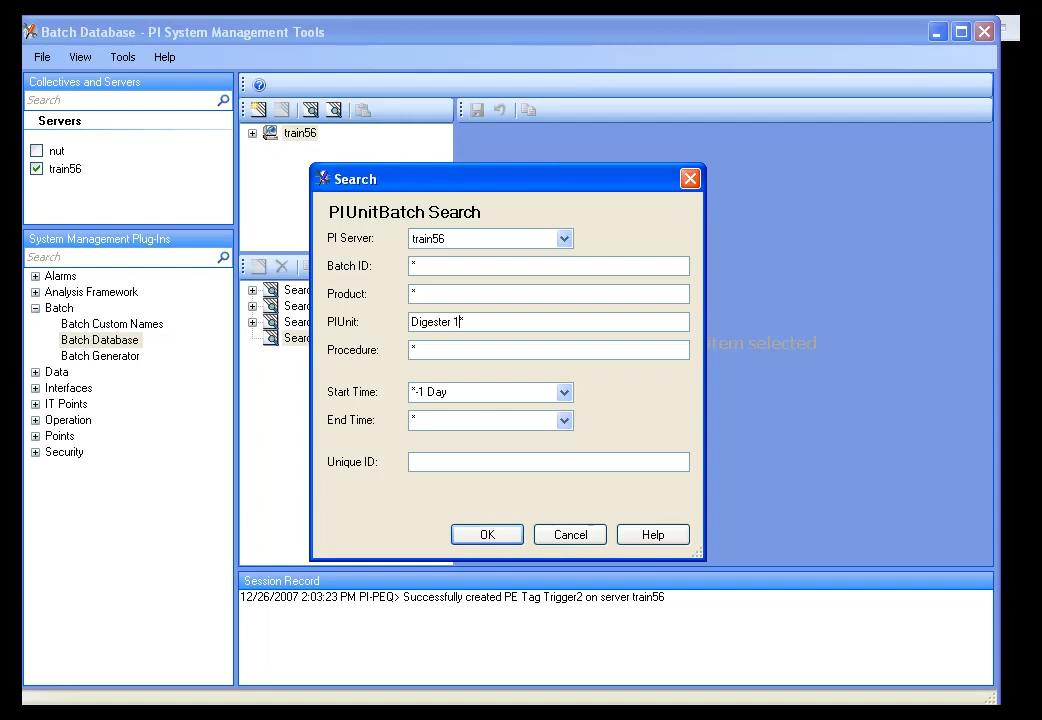 Batch Database - PI System Management Tools
File View Tools Help
Collectives and Servers
Search
Servers
nut
train56
System Management Plug-Ins
Search
Alarms
Analysis Framework
Batch
Batch Custom Names
Batch Database
Batch Generator
Data
Interfaces
IT Points
Operation
Points
Security
train56
Searc
Searc
Searc
Searc
item selected
Search
PIUnitBatch Search
PI Server: train56
Batch ID: *
Product: *
PIUnit: Digester 1*
Procedure: *
Start Time: *-1 Day
End Time: *
Unique ID:
OK Cancel Help
Session Record
12/26/2007 2:03:23 PM PI-PEQ> Successfully created PE Tag Trigger2 on server train56